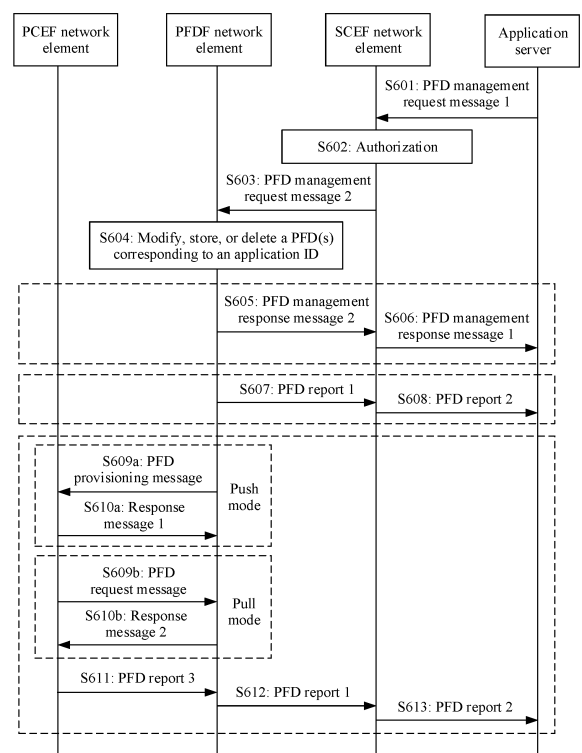 PCEF network
element
PFDF network
element
SCEF network
element
Application
server
S601: PFD management
request message 1
S602: Authorization
S603: PFD management
request message 2
S604: Modify, store, or delete a PFD(s)
corresponding to an application ID
S605: PFD management
response message 2
S606: PFD management
response message 1
S607: PFD report 1
S608: PFD report 2
S609a: PFD
provisioning message
S610a: Response
message 1
Push
mode
S609b: PFD
request message
S610b: Response
message 2
Pull
mode
S611: PFD report 3
S612: PFD report 1
S613: PFD report 2